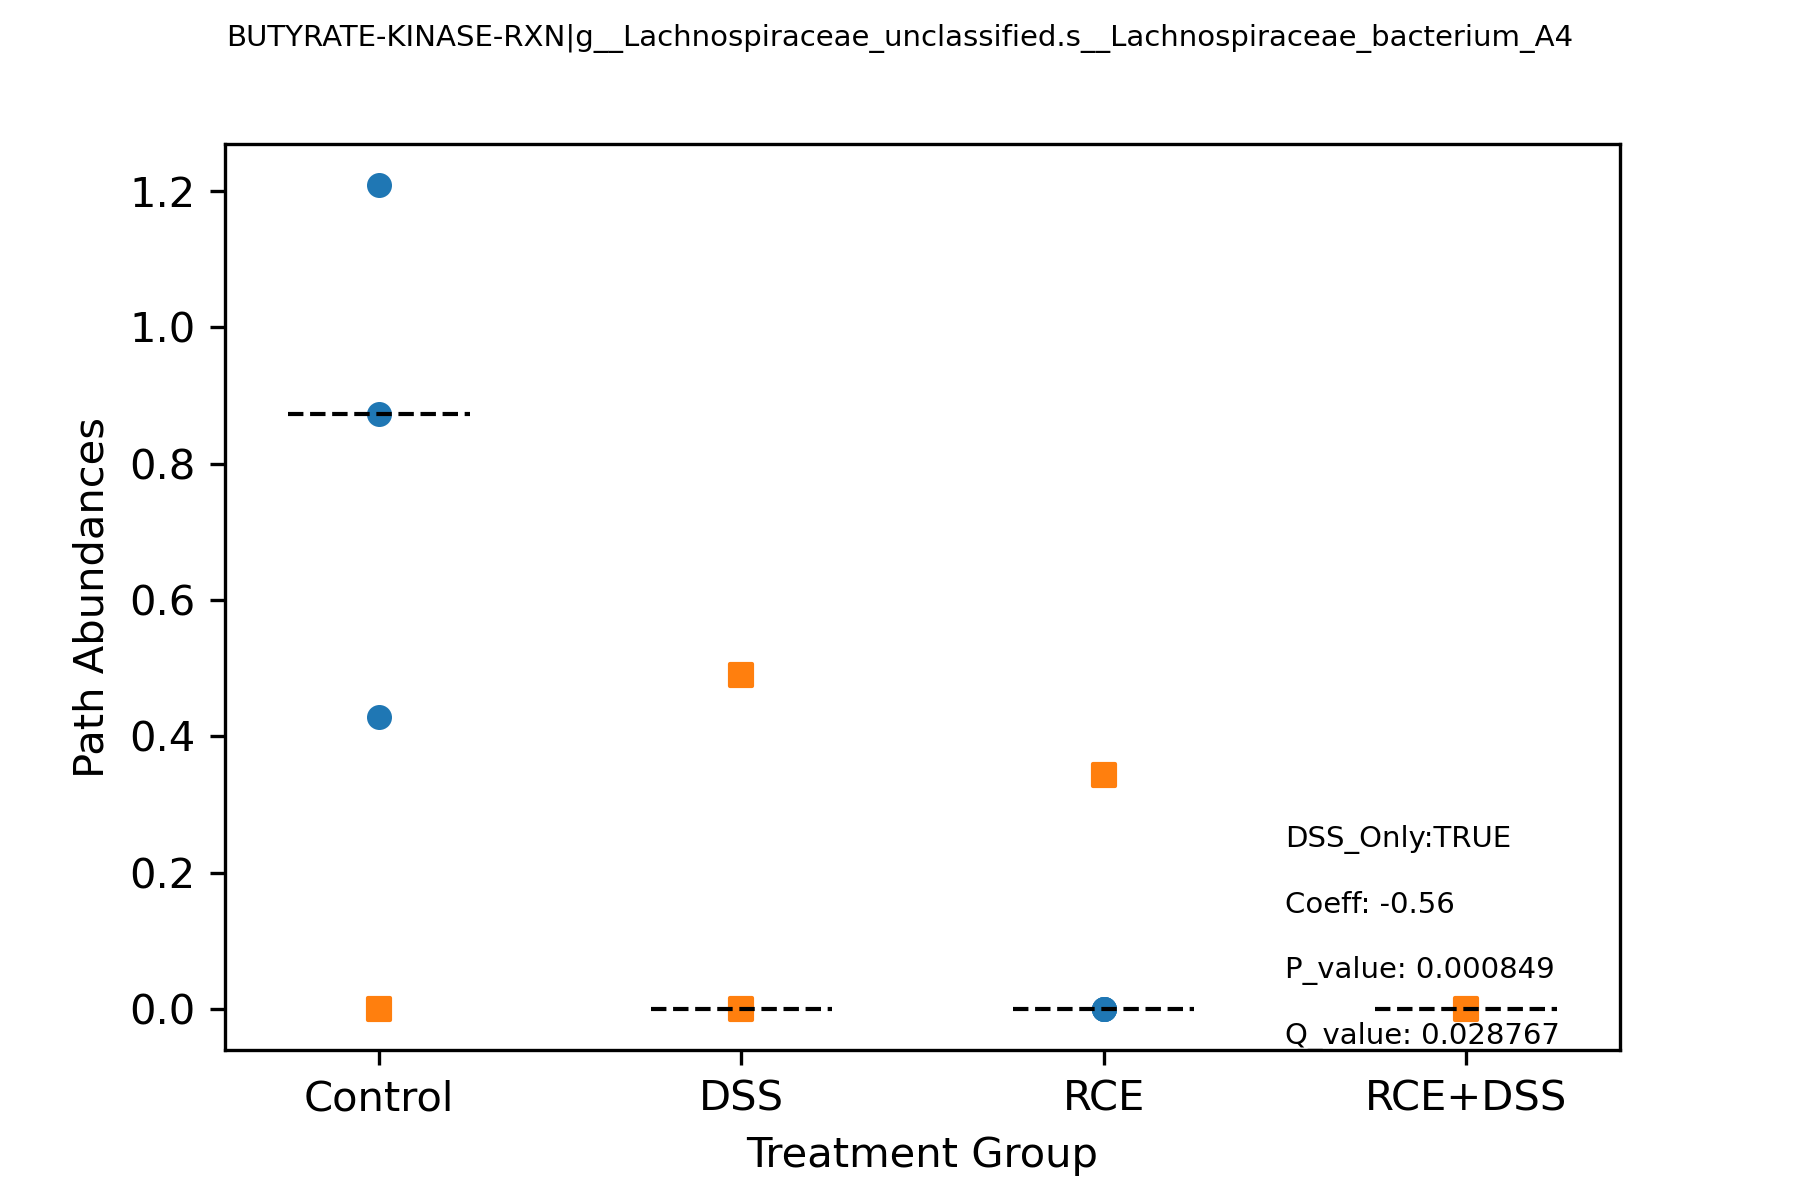 BUTYRATE-KINASE-RXN|g__Lachnospiraceae_unclassified.s__Lachnospiraceae_bacterium_A4
1.2
1.0
0.8
0.6
0.4
0.2
0.0
Path Abundances
DSS_Only:TRUE
Coeff: -0.56
P_value: 0.000849
Q_value: 0.028767
Control DSS RCE RCE+DSS
Treatment Group